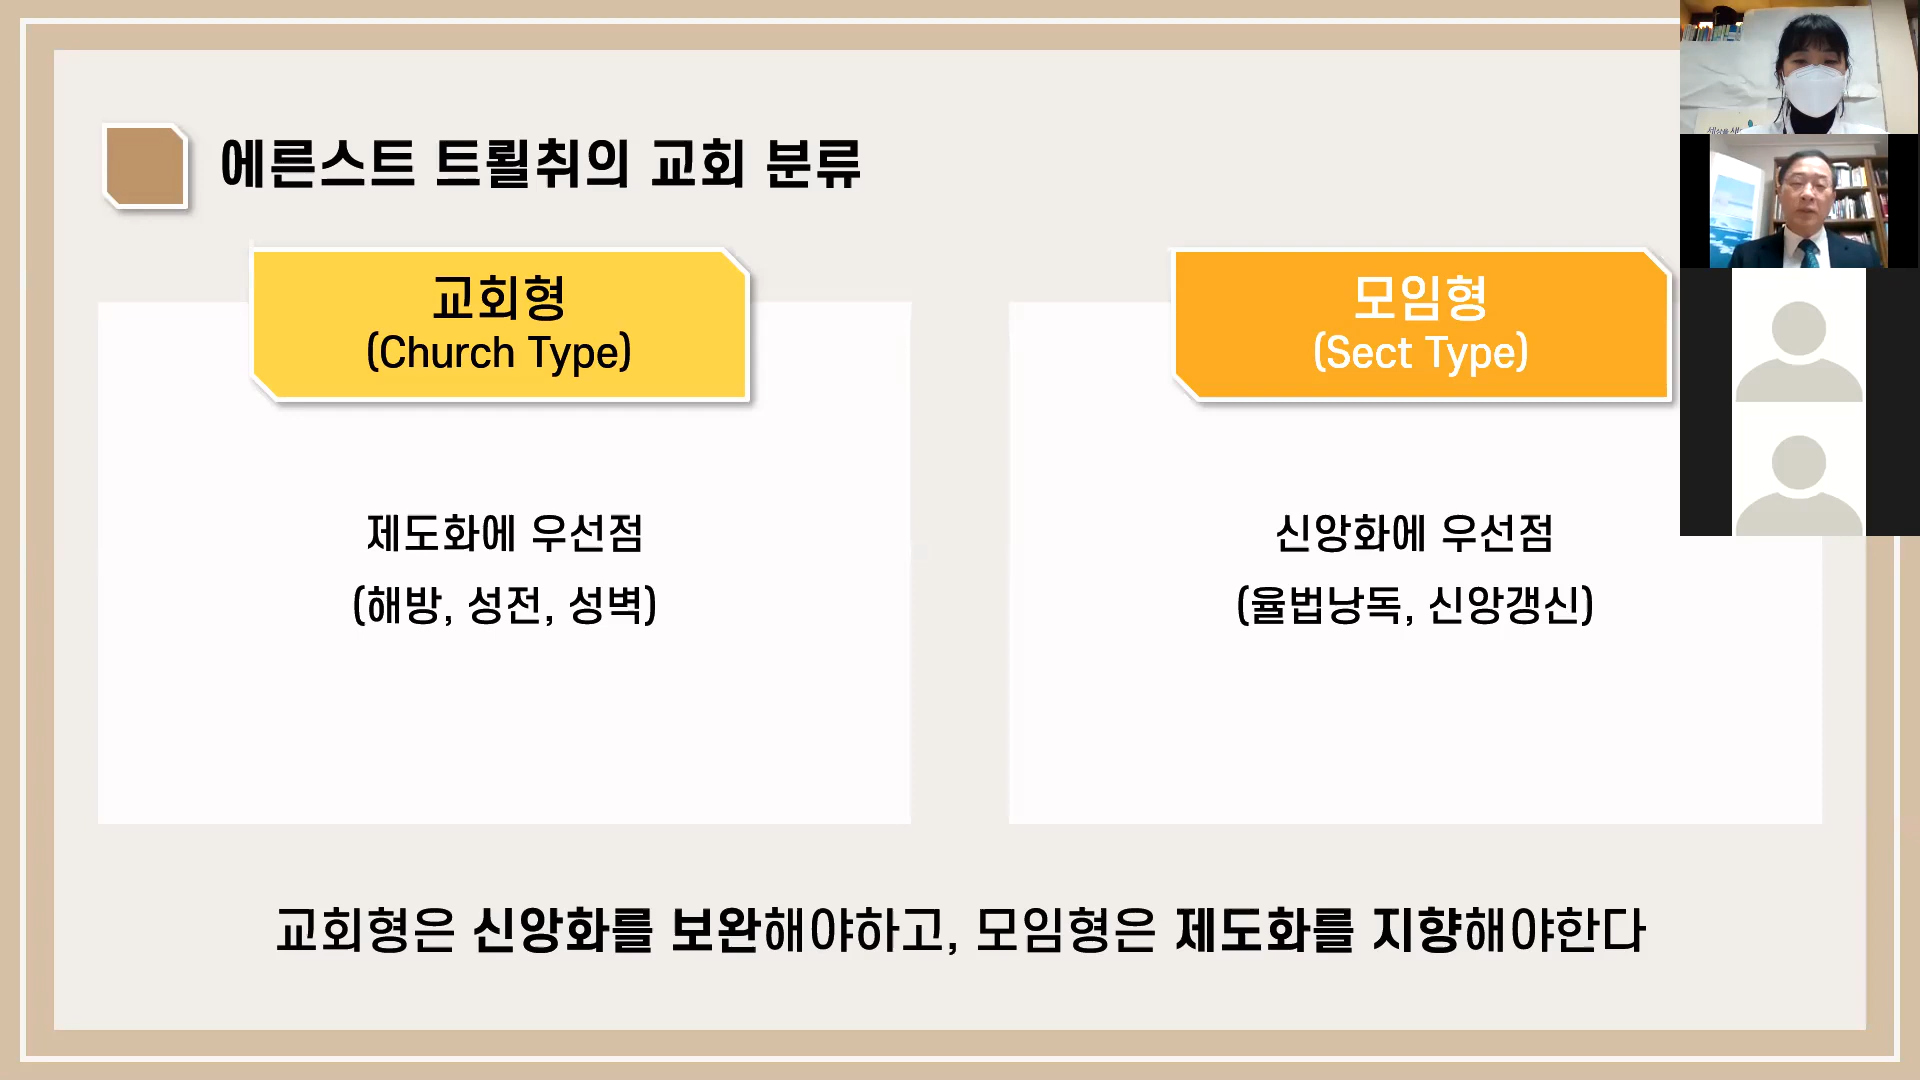 에른스트 트뢸취의 교회 분류
교회형
(Church Type)
제도화에 우선점
(해방, 성전, 성벽)
모임형
(Sect Type)
신앙화에 우선점
(율법낭독, 신앙갱신)
교회형은 신앙화를 보완해야하고, 모임형은 제도화를 지향해야한다